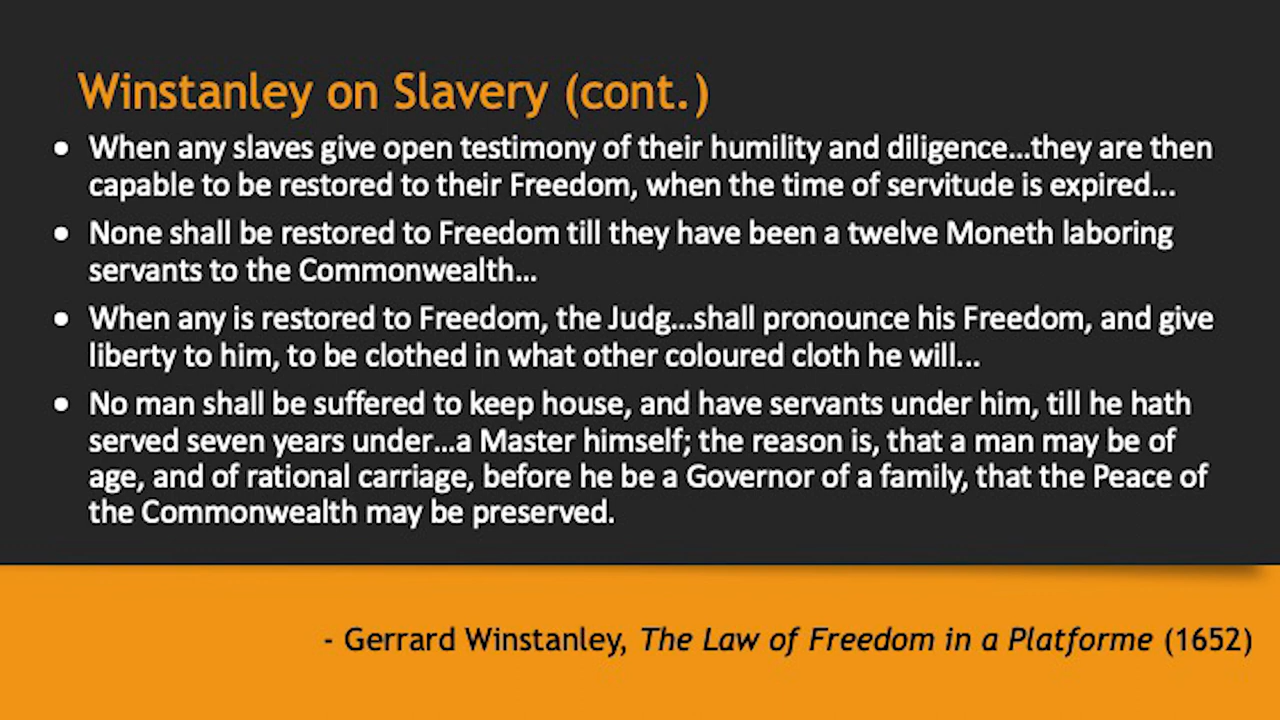 Winstanley on Slavery (cont.)
• When any slaves give open testimony of their humility and diligence...they are then
capable to be restored to their Freedom, when the time of servitude is expired...
• None shall be restored to Freedom till they have been a twelve Moneth laboring
servants to the Commonwealth...
• When any is restored to Freedom, the Judg...shall pronounce his Freedom, and give
liberty to him, to be clothed in what other coloured cloth he will...
• No man shall be suffered to keep house, and have servants under him, till he hath
served seven years under...a Master himself; the reason is, that a man may be of
age, and of rational carriage, before he be a Governor of a family, that the Peace of
the Commonwealth may be preserved.
- Gerrard Winstanley, The Law of Freedom in a Platforme (1652)